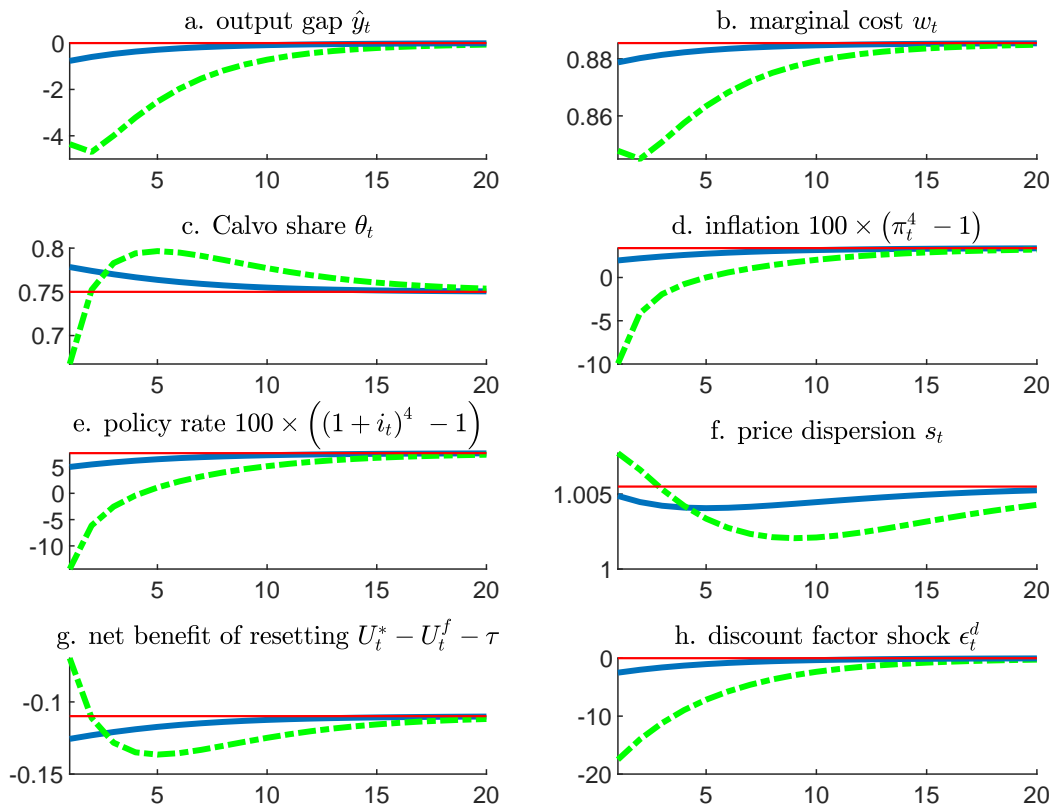 a. output gap ŷ_t
0
-2
-4
5 10 15 20
b. marginal cost w_t
0.88
0.86
5 10 15 20
c. Calvo share θ_t
0.8
0.75
0.7
5 10 15 20
d. inflation 100 × (π_t^4 − 1)
0
-5
-10
5 10 15 20
e. policy rate 100 × ((1 + i_t)^4 − 1)
5
0
-5
-10
5 10 15 20
f. price dispersion s_t
1.005
1
5 10 15 20
g. net benefit of resetting U_t^* − U_t^f − τ
-0.1
-0.15
5 10 15 20
h. discount factor shock ϵ_t^d
0
-10
-20
5 10 15 20